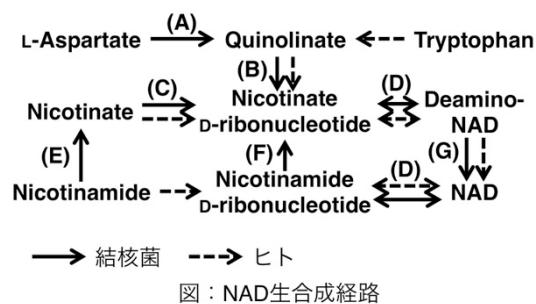 L-Aspartate (A) Quinolinate Tryptophan
(B)
Nicotinate (C) Nicotinate D-ribonucleotide (D) Deamino-NAD
(E) (F) (G)
Nicotinamide Nicotinamide D-ribonucleotide (D) NAD
結核菌 ヒト
図：NAD生合成経路